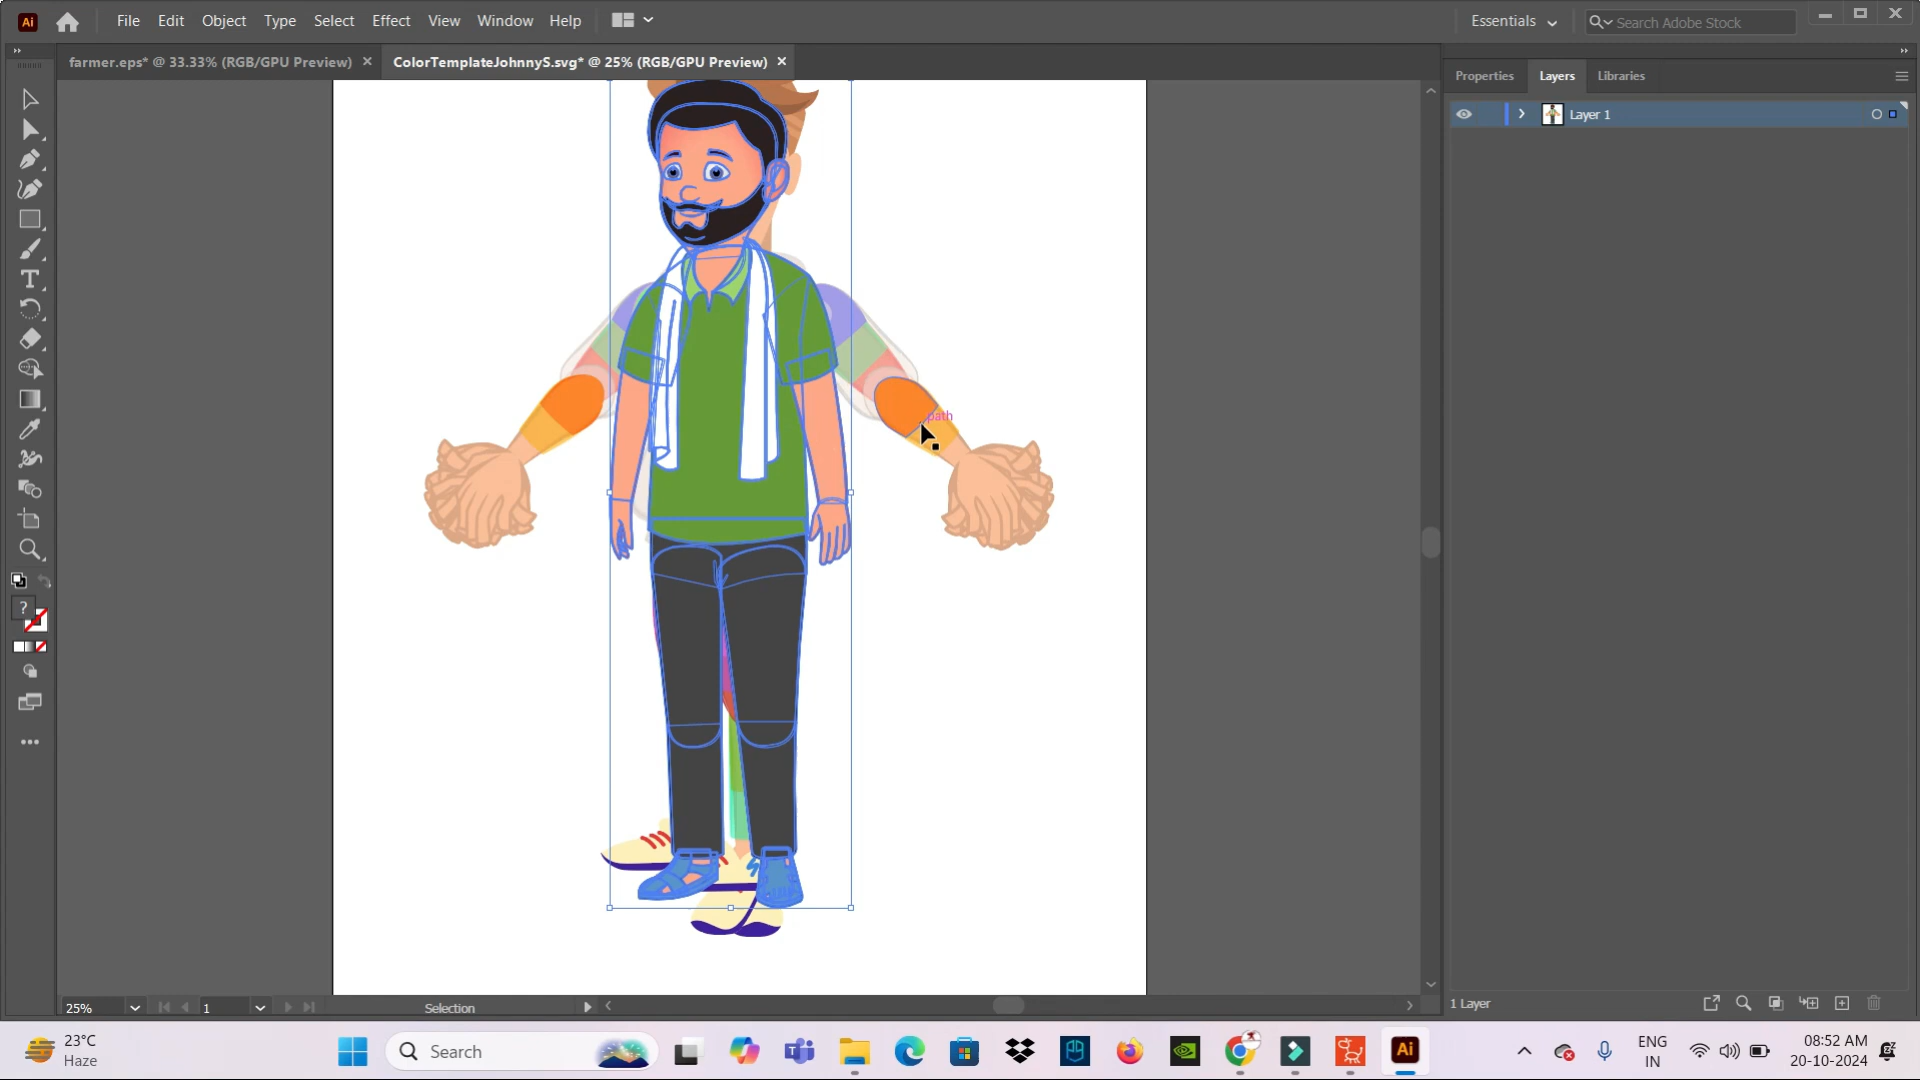 Ai File Edit Object Type Select Effect View Window Help Essentials Search Adobe Stock
farmer.eps* @ 33.33% (RGB/GPU Preview) × ColorTemplateJohnnyS.svg* @ 25% (RGB/GPU Preview) ×
Properties Layers Libraries
Layer 1
path
?
25% 1 Selection 1 Layer
23°C
Haze
Search
Ai
ENG
IN
08:52 AM
20-10-2024